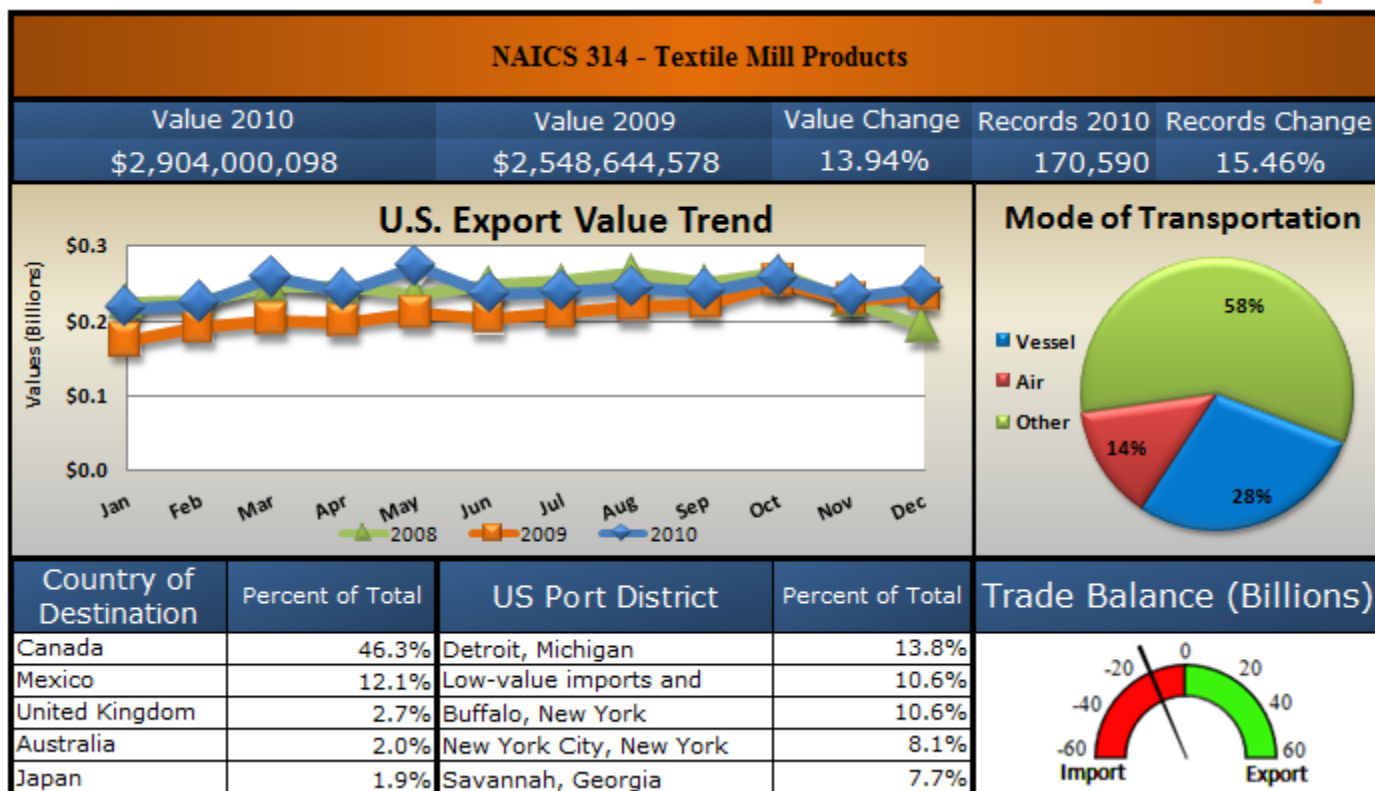 NAICS 314 - Textile Mill Products
Value 2010 Value 2009 Value Change Records 2010 Records Change
$2,904,000,098 $2,548,644,578 13.94% 170,590 15.46%
U.S. Export Value Trend
Values (Billions)
$0.3
$0.2
$0.1
$0.0
Jan Feb Mar Apr May Jun Jul Aug Sep Oct Nov Dec
2008 2009 2010
Mode of Transportation
Vessel
Air
Other
58%
14%
28%
Country of
Destination
Percent of Total
US Port District
Percent of Total
Canada 46.3% Detroit, Michigan 13.8%
Mexico 12.1% Low-value imports and 10.6%
United Kingdom 2.7% Buffalo, New York 10.6%
Australia 2.0% New York City, New York 8.1%
Japan 1.9% Savannah, Georgia 7.7%
Trade Balance (Billions)
0
-20 20
-40 40
-60 60
Import Export